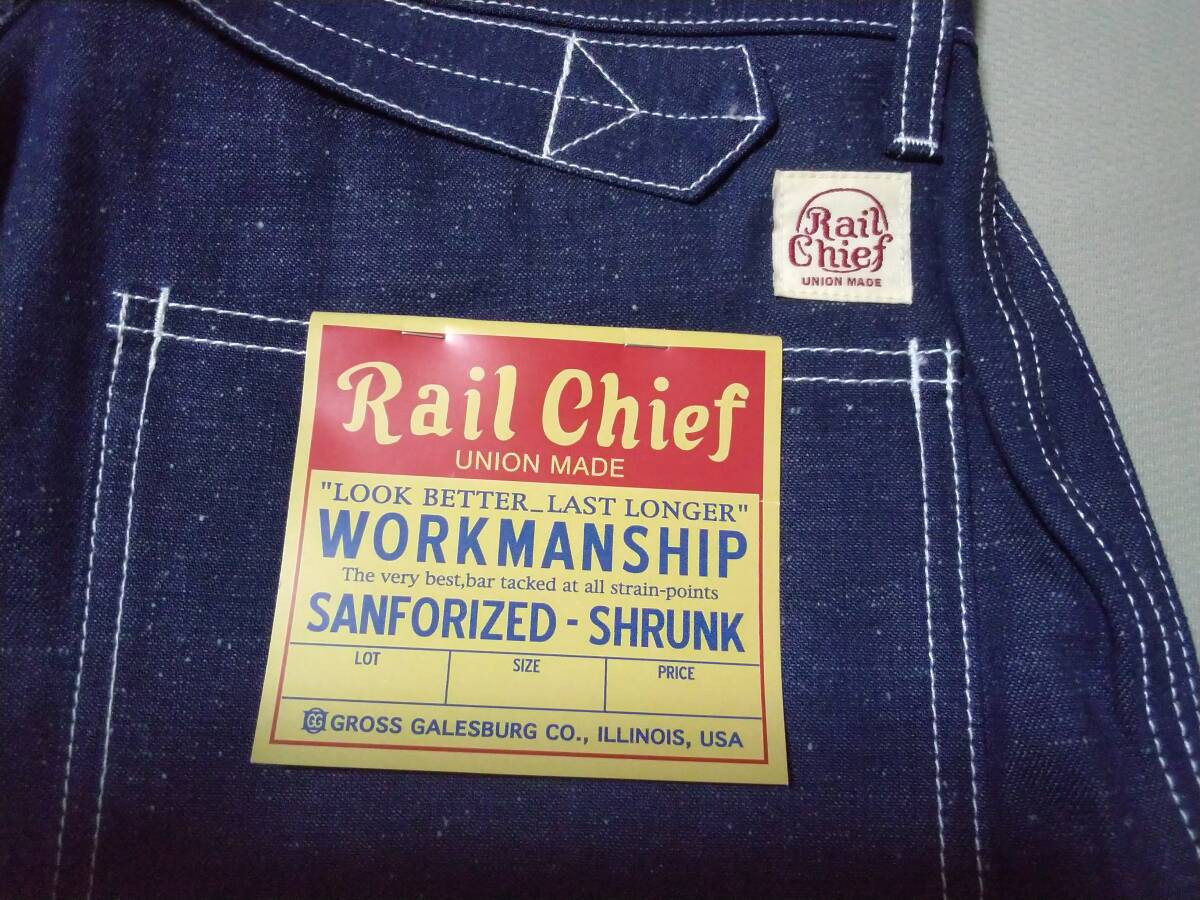 Rail
Chief
UNION MADE
Rail Chief
UNION MADE
"LOOK BETTER_LAST LONGER"
WORKMANSHIP
The very best,bar tacked at all strain-points
SANFORIZED - SHRUNK
LOT SIZE PRICE
GG GROSS GALESBURG CO., ILLINOIS, USA